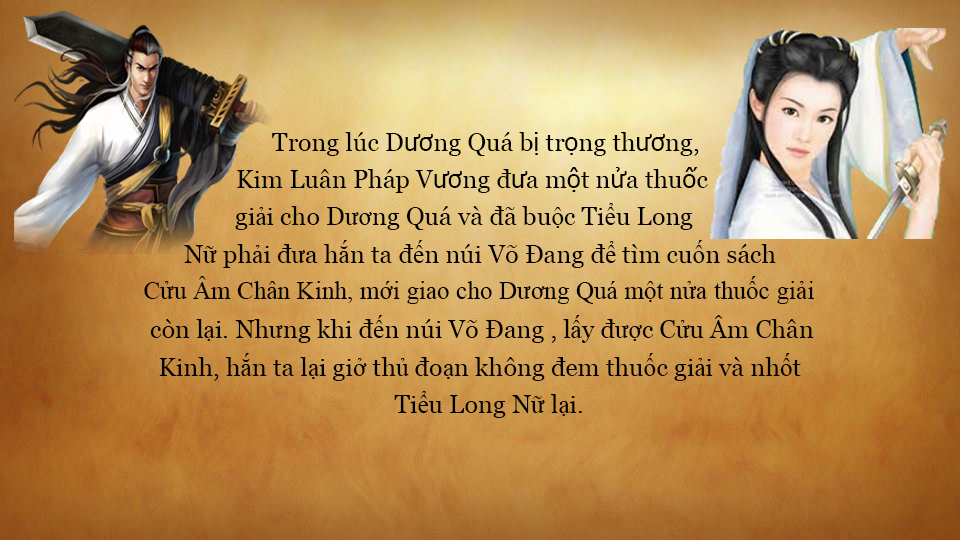 Trong lúc Dương Quá bị trọng thương,
Kim Luân Pháp Vương đưa một nửa thuốc
giải cho Dương Quá và đã buộc Tiểu Long
Nữ phải đưa hắn ta đến núi Võ Đang để tìm cuốn sách
Cửu Âm Chân Kinh, mới giao cho Dương Quá một nửa thuốc giải
còn lại. Nhưng khi đến núi Võ Đang , lấy được Cửu Âm Chân
Kinh, hắn ta lại giở thủ đoạn không đem thuốc giải và nhốt
Tiểu Long Nữ lại.